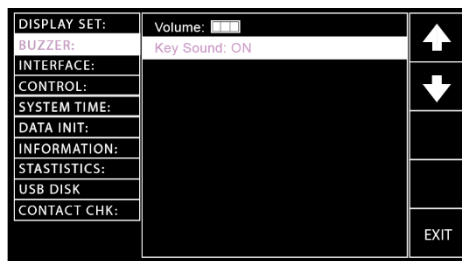 DISPLAY SET:
BUZZER:
INTERFACE:
CONTROL:
SYSTEM TIME:
DATA INIT:
INFORMATION:
STASTISTICS:
USB DISK
CONTACT CHK:
Volume:
Key Sound: ON
EXIT